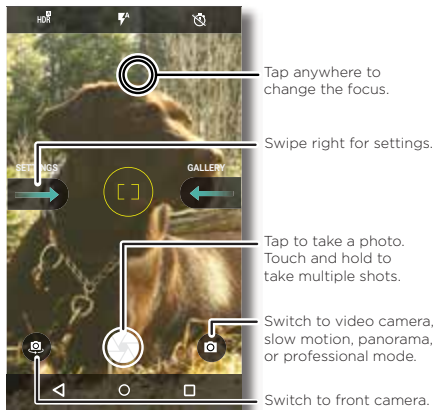 HDR A
A
Tap anywhere to
change the focus.
Swipe right for settings.
SETTINGS
GALLERY
Tap to take a photo.
Touch and hold to
take multiple shots.
Switch to video camera,
slow motion, panorama,
or professional mode.
Switch to front camera.